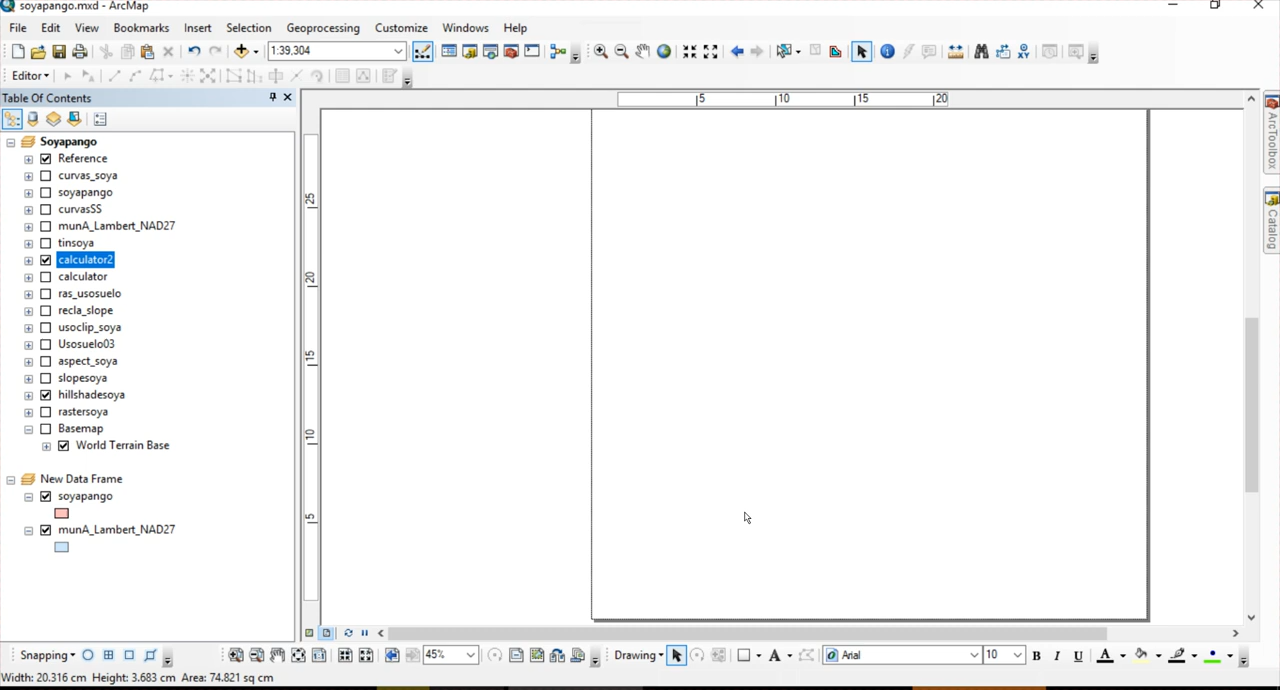 soyapango.mxd - ArcMap
File Edit View Bookmarks Insert Selection Geoprocessing Customize Windows Help
1:39,304
Editor
Table Of Contents
Soyapango
Reference
curvas_soya
soyapango
curvasSS
munA_Lambert_NAD27
tinsoya
calculator2
calculator
ras_usosuelo
recla_slope
usoclip_soya
Usosuelo03
aspect_soya
slopesoya
hillshadesoya
rastersoya
Basemap
World Terrain Base
New Data Frame
soyapango
munA_Lambert_NAD27
5 10 15 20
25
20
15
10
5
ArcToolbox
Catalog
Snapping 45% Drawing A Arial 10 B I U A
Width: 20.316 cm Height: 3.683 cm Area: 74.821 sq cm